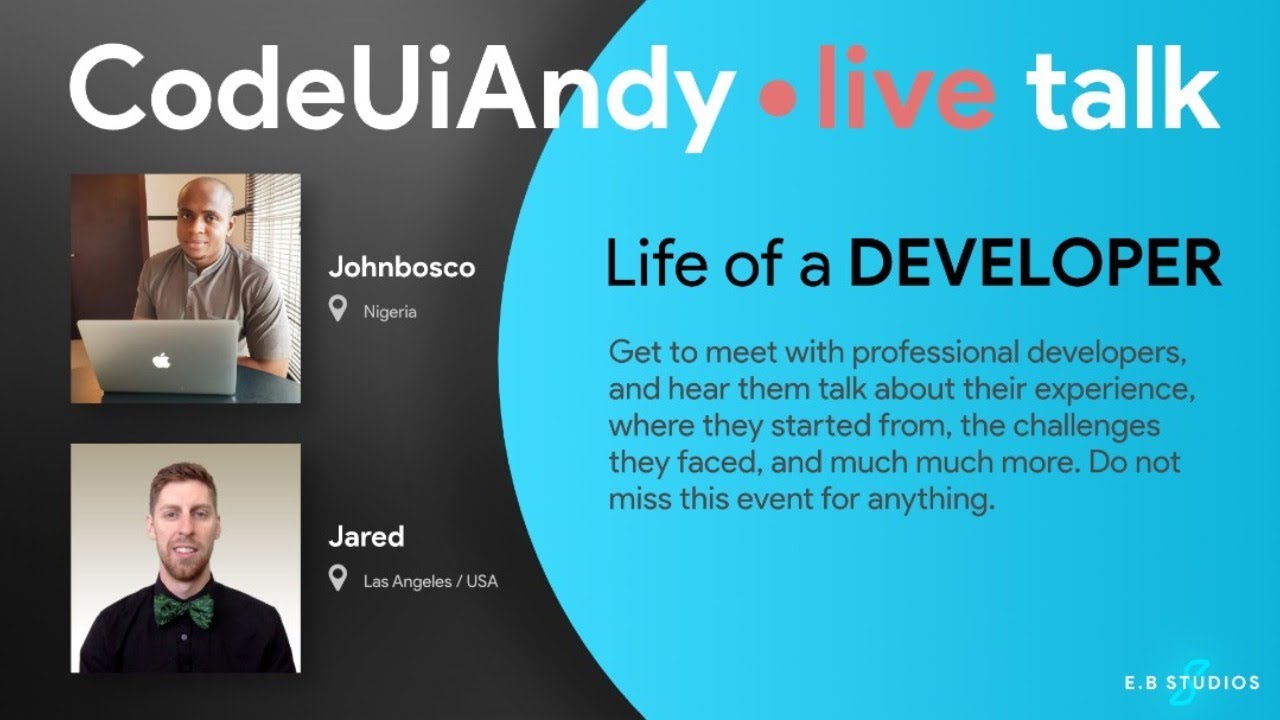 CodeUiAndy • live talk
Johnbosco
Nigeria
Jared
Las Angeles / USA
Life of a DEVELOPER
Get to meet with professional developers,
and hear them talk about their experience,
where they started from, the challenges
they faced, and much much more. Do not
miss this event for anything.
E.B STUDIOS